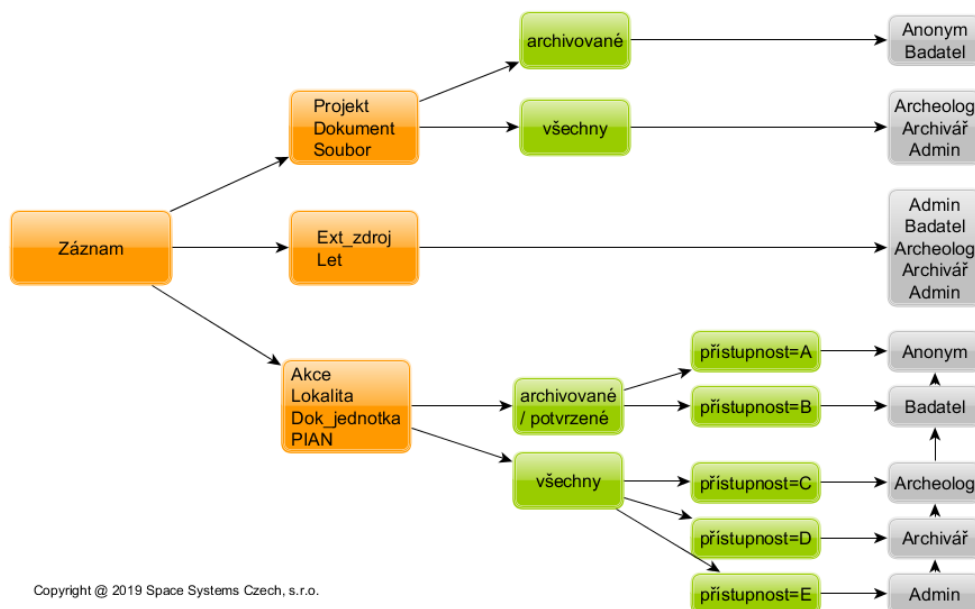 archivované
Anonym
Badatel
Projekt
Dokument
Soubor
všechny
Archeolog
Archivář
Admin
Záznam
Ext_zdroj
Let
Admin
Badatel
Archeolog
Archivář
Admin
Akce
Lokalita
Dok_jednotka
PIAN
archivované
/ potvrzené
přístupnost=A
Anonym
přístupnost=B
Badatel
všechny
přístupnost=C
Archeolog
přístupnost=D
Archivář
přístupnost=E
Admin
Copyright @ 2019 Space Systems Czech, s.r.o.